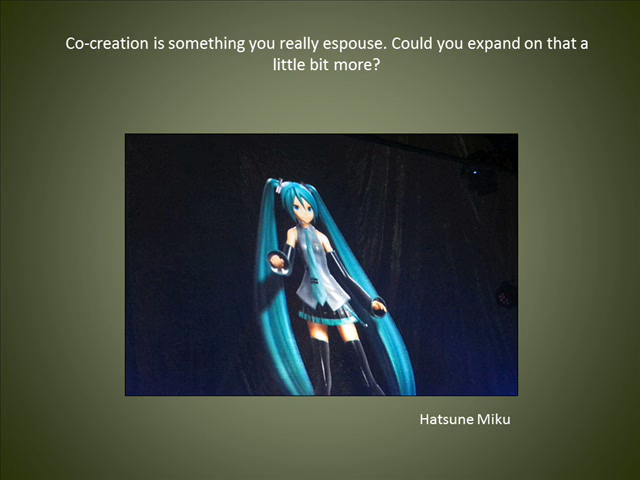 Co-creation is something you really espouse. Could you expand on that a
little bit more?
Hatsune Miku